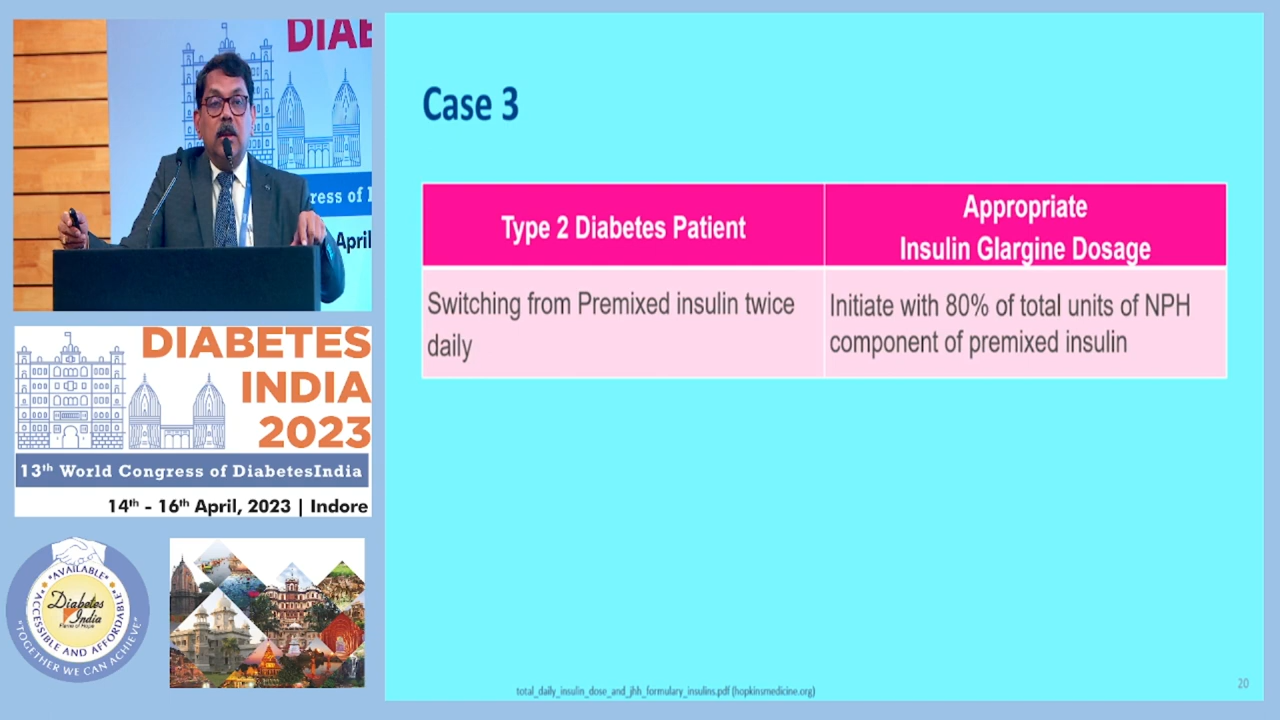 DIAB
ress of I
April
DIABETES
INDIA
2023
13th World Congress of DiabetesIndia
14th - 16th April, 2023 | Indore
"AVAILABLE"
"ACCESSIBLE AND AFFORDABLE"
Diabetes
India
"TOGETHER WE CAN ACHIEVE"
Case 3
Type 2 Diabetes Patient
Appropriate
Insulin Glargine Dosage
Switching from Premixed insulin twice
daily
Initiate with 80% of total units of NPH
component of premixed insulin
total_daily_insulin_dose_and_jhh_formulary_insulins.pdf (hopkinsmedicine.org)
20